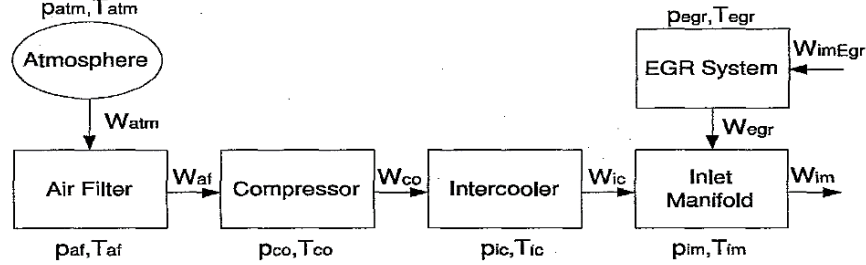 patm,Tatm
Atmosphere
Watm
pegr,Tegr
EGR System
WimEgr
Wegr
Air Filter
Waf
Compressor
Wco
Intercooler
Wic
Inlet
Manifold
Wim
paf,Taf
pco,Tco
pic,Tic
pim,Tim